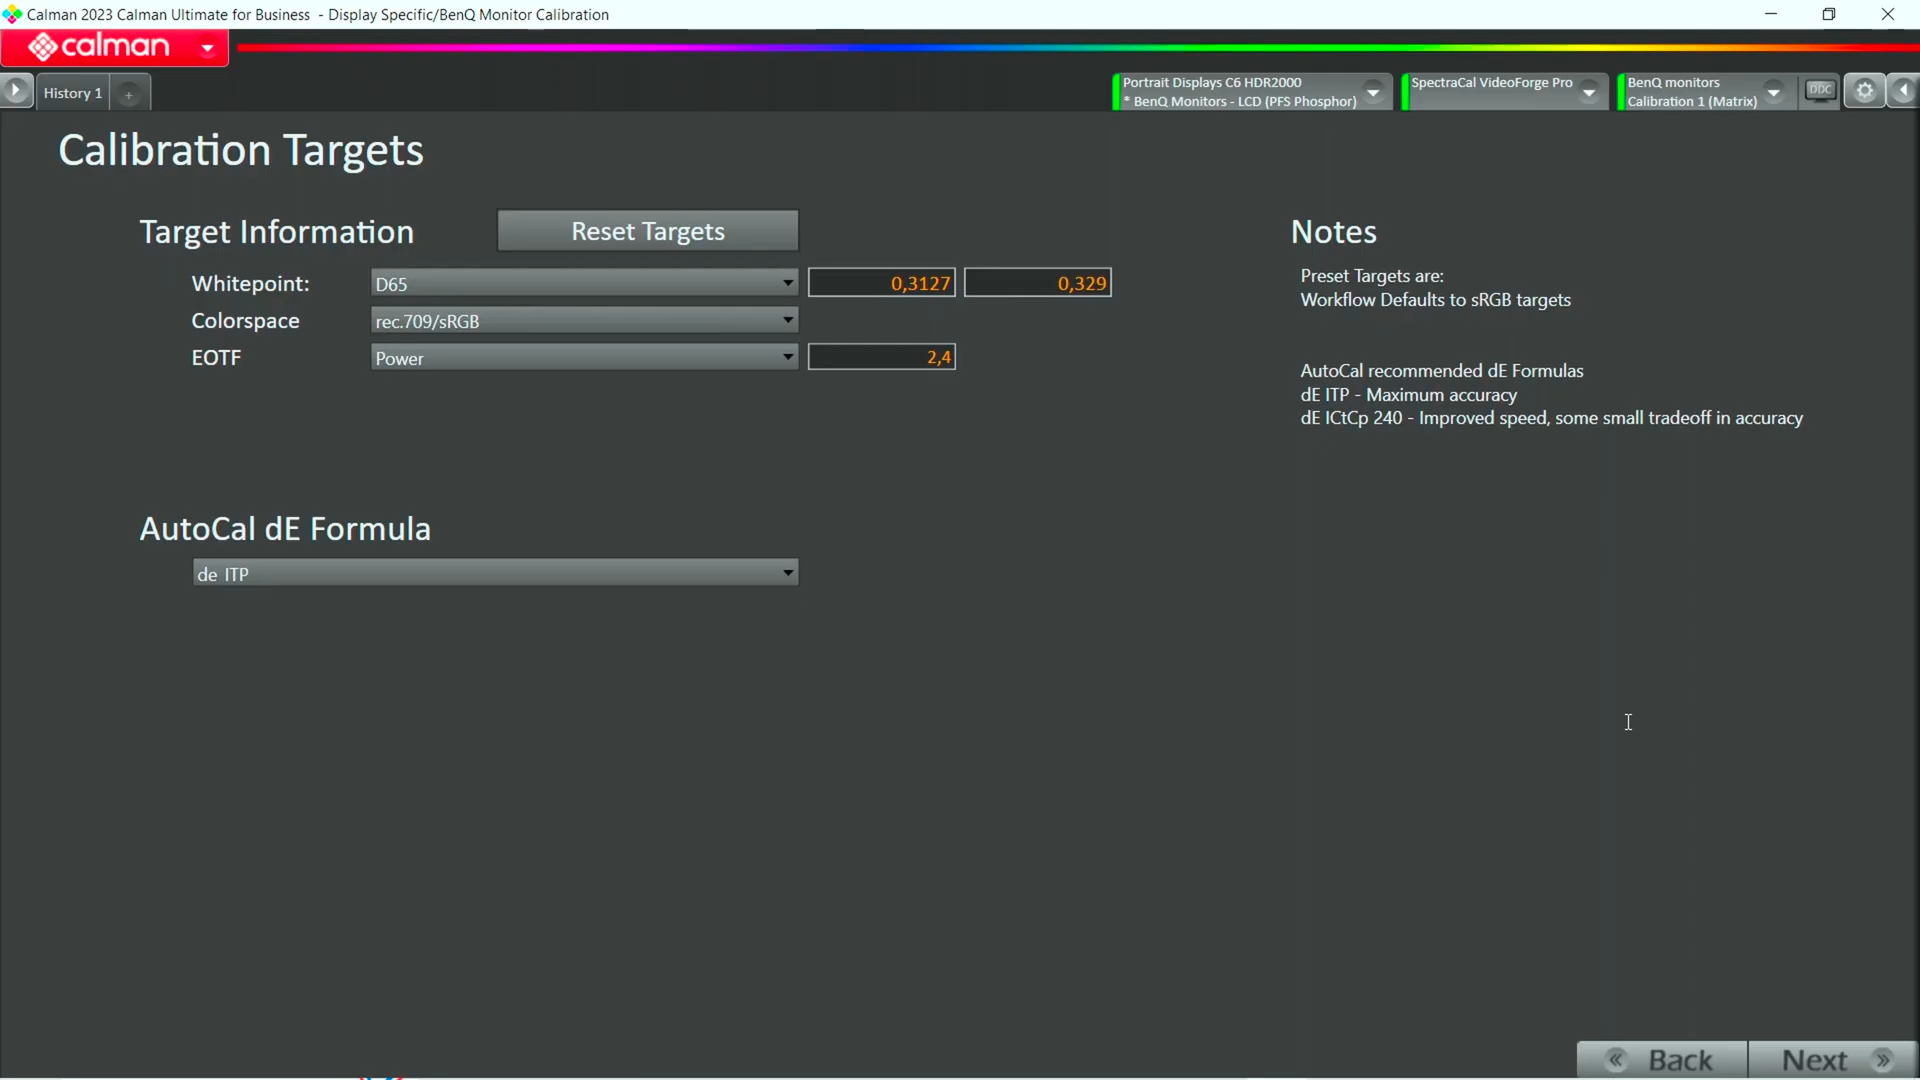 Calman 2023 Calman Ultimate for Business - Display Specific/BenQ Monitor Calibration
calman
History 1
+
Portrait Displays C6 HDR2000
* BenQ Monitors - LCD (PFS Phosphor)
SpectraCal VideoForge Pro
BenQ monitors
Calibration 1 (Matrix)
DDC
Calibration Targets
Target Information
Reset Targets
Whitepoint:
D65
0,3127
0,329
Colorspace
rec.709/sRGB
EOTF
Power
2,4
Notes
Preset Targets are:
Workflow Defaults to sRGB targets
AutoCal recommended dE Formulas
dE ITP - Maximum accuracy
dE ICtCp 240 - Improved speed, some small tradeoff in accuracy
AutoCal dE Formula
de ITP
« Back
Next »